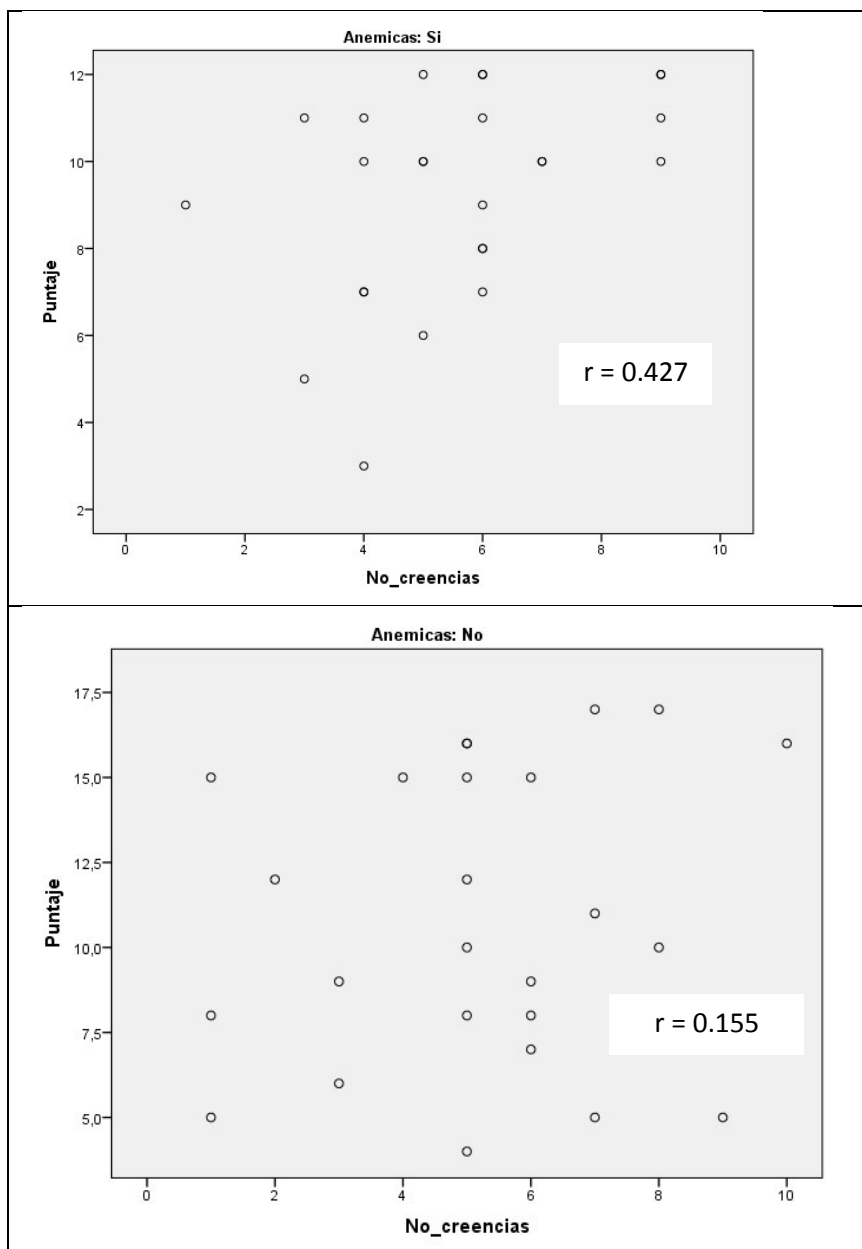 Anemicas: Si
12
10
8
6
4
2
Puntaje
r = 0.427
0 2 4 6 8 10
No_creencias
Anemicas: No
17,5
15,0
12,5
10,0
7,5
5,0
Puntaje
r = 0.155
0 2 4 6 8 10
No_creencias